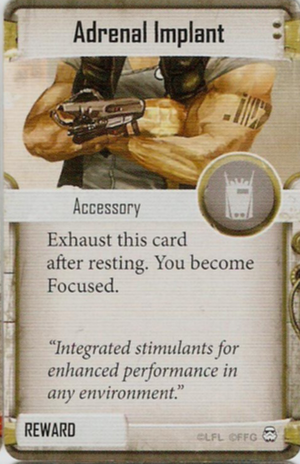 Adrenal Implant
Accessory
Exhaust this card
after resting. You become
Focused.
“Integrated stimulants for
enhanced performance in
any environment.”
REWARD
©LFL ©FFG